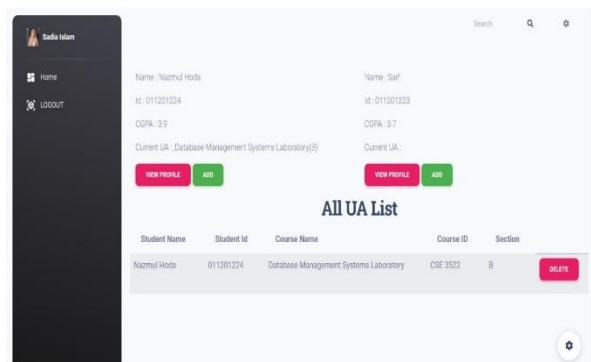 Sadia Islam
Search
Home
LOGOUT
Name : Nazmul Hoda
Id : 011201224
CGPA : 3.9
Current UA : ,Database Management Systems Laboratory(B)
VIEW PROFILE ADD
Name : Saif
Id : 011201223
CGPA : 3.7
Current UA :
VIEW PROFILE ADD
All UA List
Student Name Student Id Course Name Course ID Section
Nazmul Hoda 011201224 Database Management Systems Laboratory CSE 3522 B DELETE